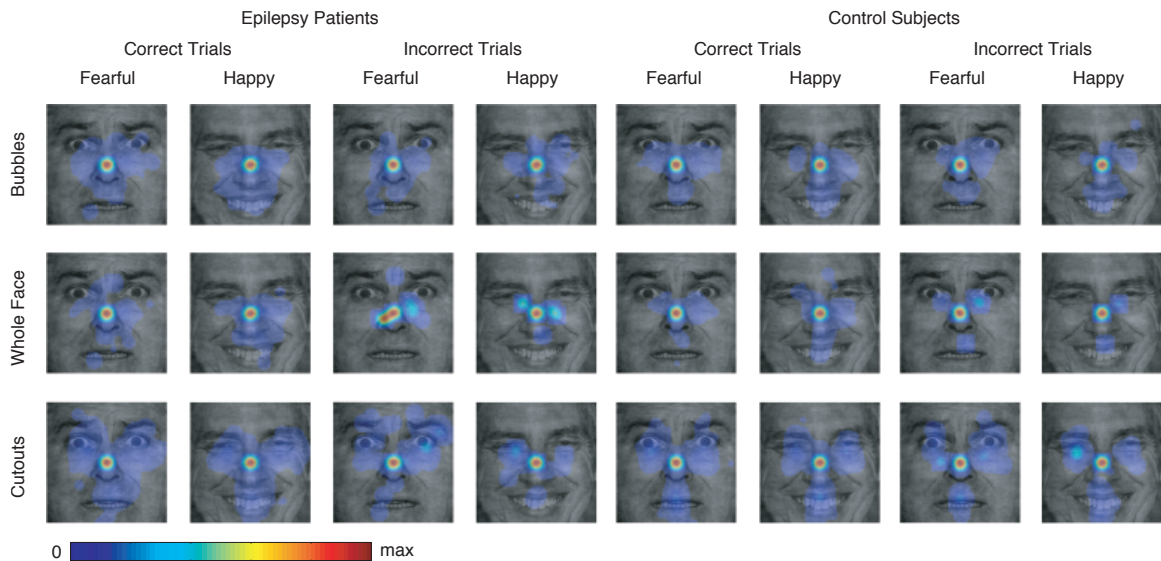 Epilepsy Patients Control Subjects
Correct Trials Incorrect Trials Correct Trials Incorrect Trials
Fearful Happy Fearful Happy Fearful Happy Fearful Happy
Bubbles
Whole Face
Cutouts
0 max